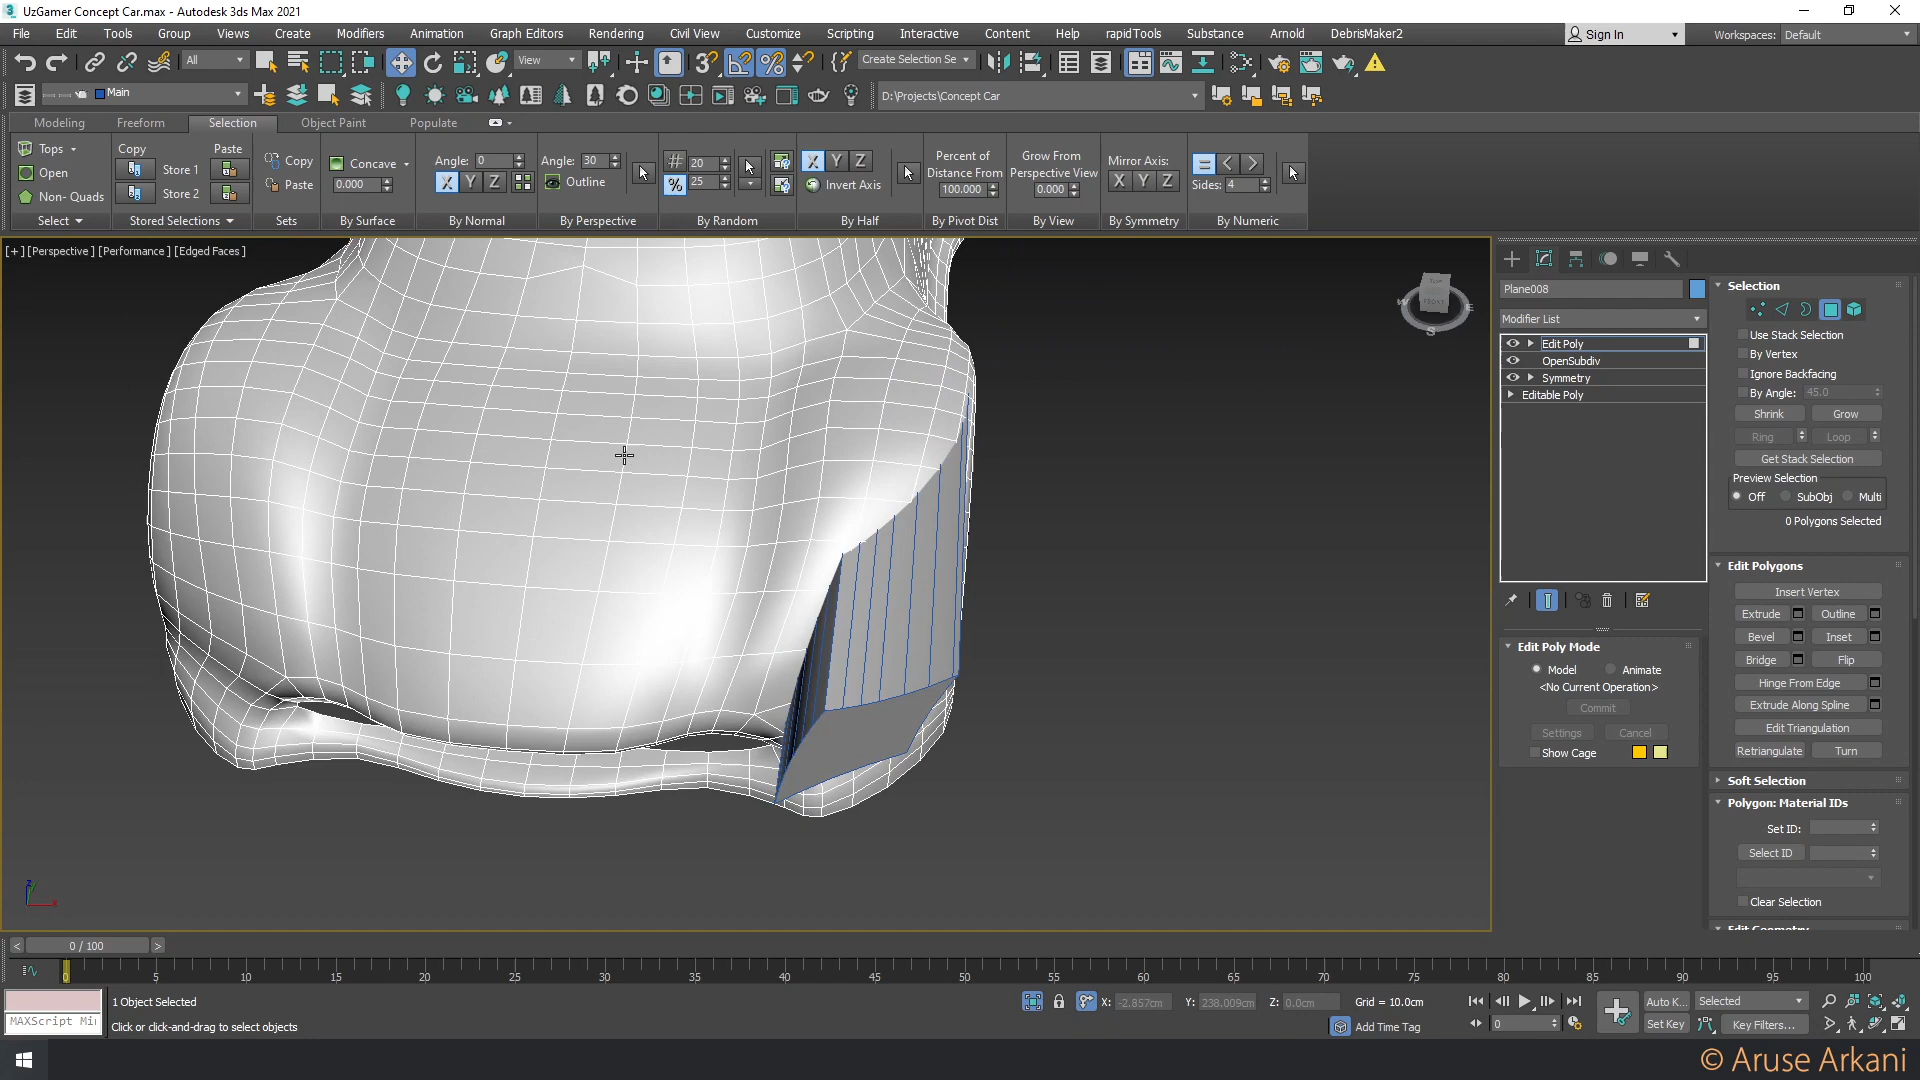 UzGamer Concept Car.max - Autodesk 3ds Max 2021
File Edit Tools Group Views Create Modifiers Animation Graph Editors Rendering Civil View Customize Scripting Interactive Content Help rapidTools Substance Arnold DebrisMaker2
Sign In Workspaces: Default
All View Create Selection Se
Main D:\Projects\Concept Car
Modeling Freeform Selection Object Paint Populate
Tops Copy Paste
Open Store 1 Copy
Non- Quads Store 2 Paste
Concave 0.000
Angle: 0 X Y Z
Angle: 30 Outline
20
% 25
X Y Z
Invert Axis
Percent of
Distance From
100.000
Grow From
Perspective View
0.000
Mirror Axis:
X Y Z
Sides: 4
Select Stored Selections Sets By Surface By Normal By Perspective By Random By Half By Pivot Dist By View By Symmetry By Numeric
[+] [Perspective ] [Performance ] [Edged Faces ]
TOP
FRONT
W E
S
Plane008
Modifier List
Edit Poly
OpenSubdiv
Symmetry
Editable Poly
Edit Poly Mode
Model Animate
<No Current Operation>
Commit
Settings Cancel
Show Cage
Selection
Use Stack Selection
By Vertex
Ignore Backfacing
By Angle: 45.0
Shrink Grow
Ring Loop
Get Stack Selection
Preview Selection
Off SubObj Multi
0 Polygons Selected
Edit Polygons
Insert Vertex
Extrude Outline
Bevel Inset
Bridge Flip
Hinge From Edge
Extrude Along Spline
Edit Triangulation
Retriangulate Turn
Soft Selection
Polygon: Material IDs
Set ID:
Select ID
Clear Selection
Edit Geometry
z
< 0 / 100 >
0 5 10 15 20 25 30 35 40 45 50 55 60 65 70 75 80 85 90 95 100
1 Object Selected X: -2.857cm Y: 238.009cm Z: 0.0cm Grid = 10.0cm Auto K... Selected
MAXScript Mi Click or click-and-drag to select objects Add Time Tag 0 Set Key Key Filters...
© Aruse Arkani